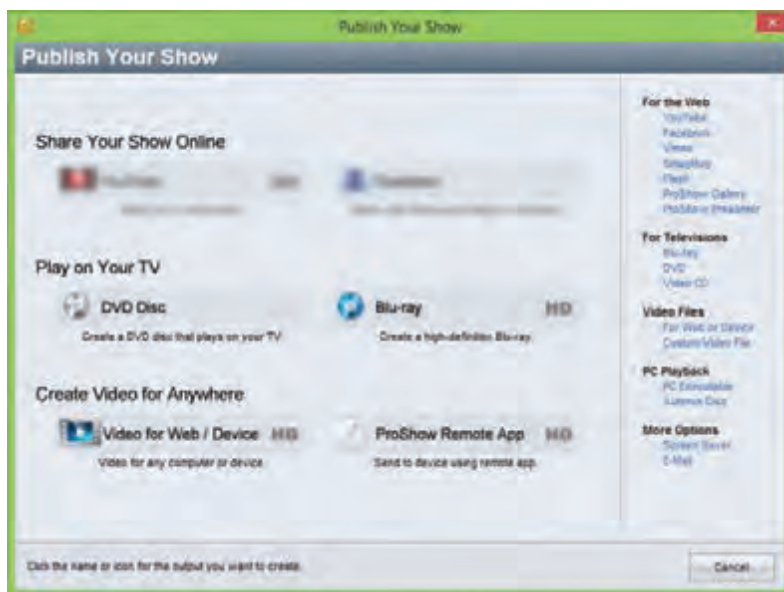 Publish Your Show
Publish Your Show
Share Your Show Online
Play on Your TV
DVD Disc
Create a DVD disc that plays on your TV.
Blu-ray HD
Create a high-definition Blu-ray.
Create Video for Anywhere
Video for Web / Device HD
Video for any computer or device.
ProShow Remote App HD
Send to device using remote app.
For the Web
YouTube
Facebook
Vimeo
SmugMug
Flash
ProShow Gallery
ProShow Presenter
For Televisions
Blu-ray
DVD
Video CD
Video Files
For Web or Device
Custom Video File
PC Playback
PC Executable
Autorun Disc
More Options
Screen Saver
E-Mail
Click the name or icon for the output you want to create.
Cancel